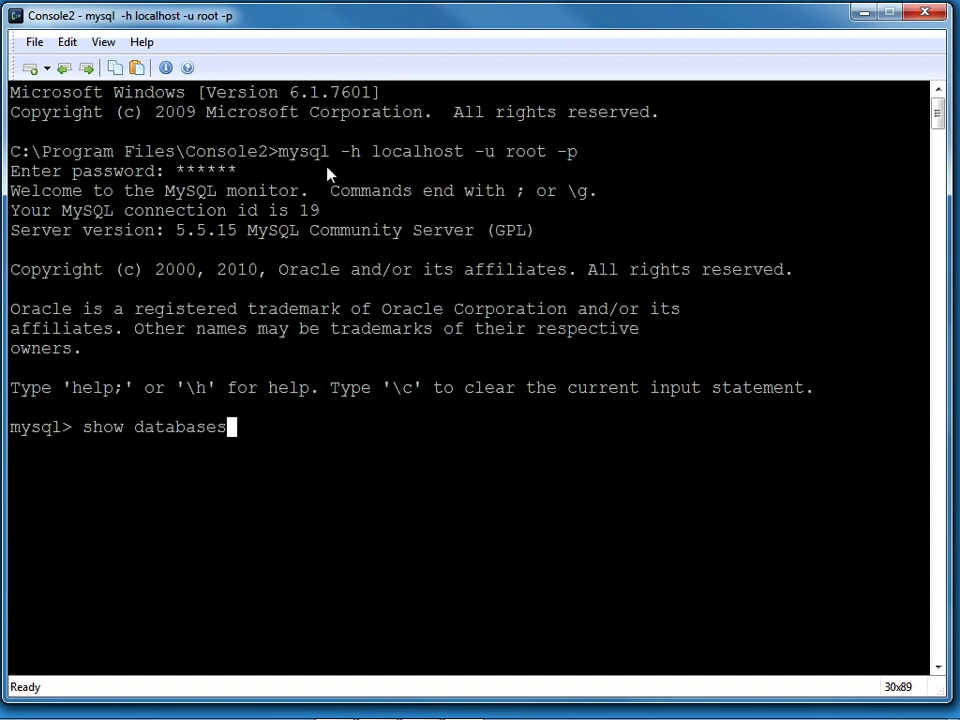 Console2 - mysql  -h localhost -u root -p
File Edit View Help
Microsoft Windows [Version 6.1.7601]
Copyright (c) 2009 Microsoft Corporation.  All rights reserved.
C:\Program Files\Console2>mysql -h localhost -u root -p
Enter password: ******
Welcome to the MySQL monitor.  Commands end with ; or \g.
Your MySQL connection id is 19
Server version: 5.5.15 MySQL Community Server (GPL)
Copyright (c) 2000, 2010, Oracle and/or its affiliates. All rights reserved.
Oracle is a registered trademark of Oracle Corporation and/or its
affiliates. Other names may be trademarks of their respective
owners.
Type 'help;' or '\h' for help. Type '\c' to clear the current input statement.
mysql> show databases
Ready 30x89